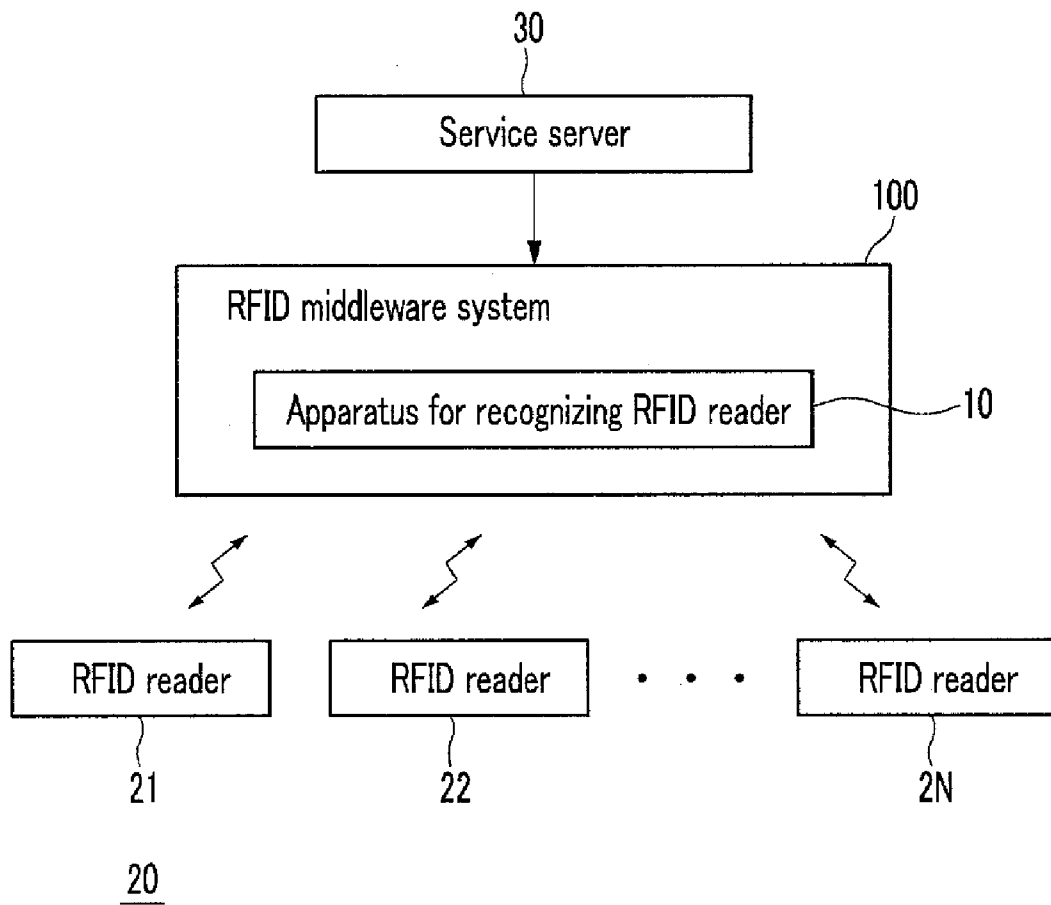 30
Service server
100
RFID middleware system
Apparatus for recognizing RFID reader
10
RFID reader
RFID reader
• • •
RFID reader
21
22
2N
20